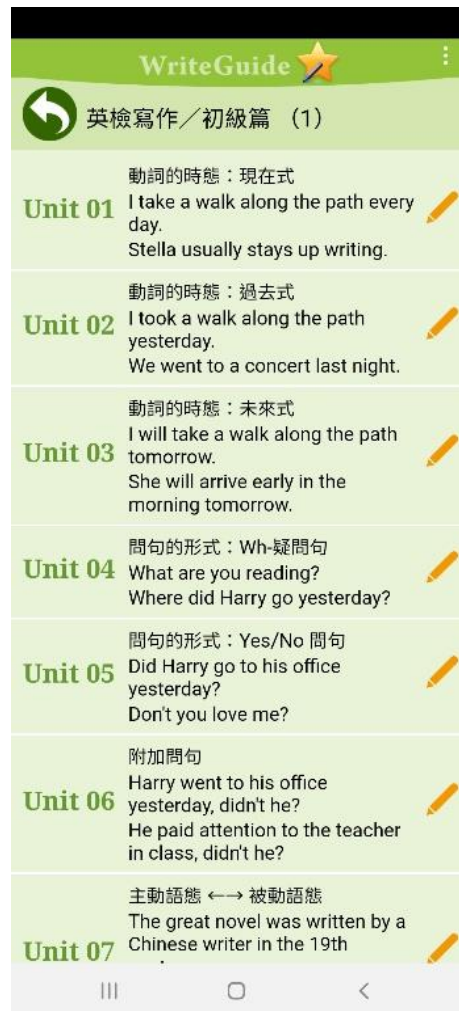 WriteGuide
英檢寫作／初級篇 （1）
Unit 01
動詞的時態：現在式
I take a walk along the path every
day.
Stella usually stays up writing.
Unit 02
動詞的時態：過去式
I took a walk along the path
yesterday.
We went to a concert last night.
Unit 03
動詞的時態：未來式
I will take a walk along the path
tomorrow.
She will arrive early in the
morning tomorrow.
Unit 04
問句的形式：Wh-疑問句
What are you reading?
Where did Harry go yesterday?
Unit 05
問句的形式：Yes/No 問句
Did Harry go to his office
yesterday?
Don't you love me?
Unit 06
附加問句
Harry went to his office
yesterday, didn't he?
He paid attention to the teacher
in class, didn't he?
Unit 07
主動語態 ←→ 被動語態
The great novel was written by a
Chinese writer in the 19th